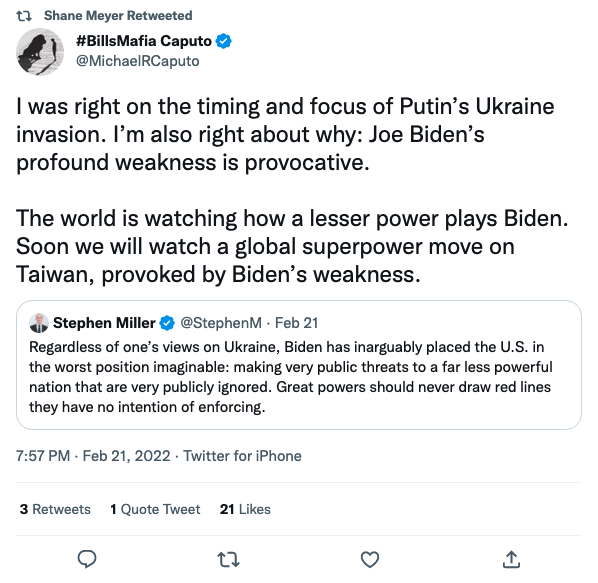 Shane Meyer Retweeted
#BillsMafia Caputo
@MichaelRCaputo
I was right on the timing and focus of Putin’s Ukraine
invasion. I’m also right about why: Joe Biden’s
profound weakness is provocative.
The world is watching how a lesser power plays Biden.
Soon we will watch a global superpower move on
Taiwan, provoked by Biden’s weakness.
Stephen Miller @StephenM · Feb 21
Regardless of one’s views on Ukraine, Biden has inarguably placed the U.S. in
the worst position imaginable: making very public threats to a far less powerful
nation that are very publicly ignored. Great powers should never draw red lines
they have no intention of enforcing.
7:57 PM · Feb 21, 2022 · Twitter for iPhone
3 Retweets 1 Quote Tweet 21 Likes